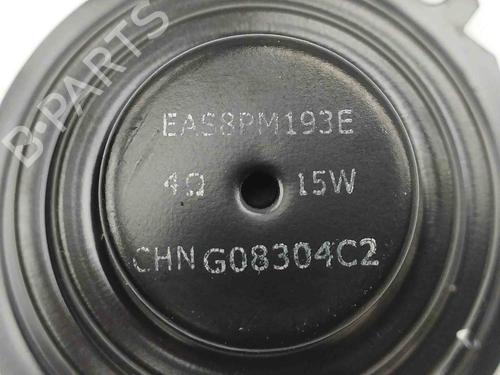 B-PARTS
EAS8PM193E
4Ω 15W
CHN G08304C2